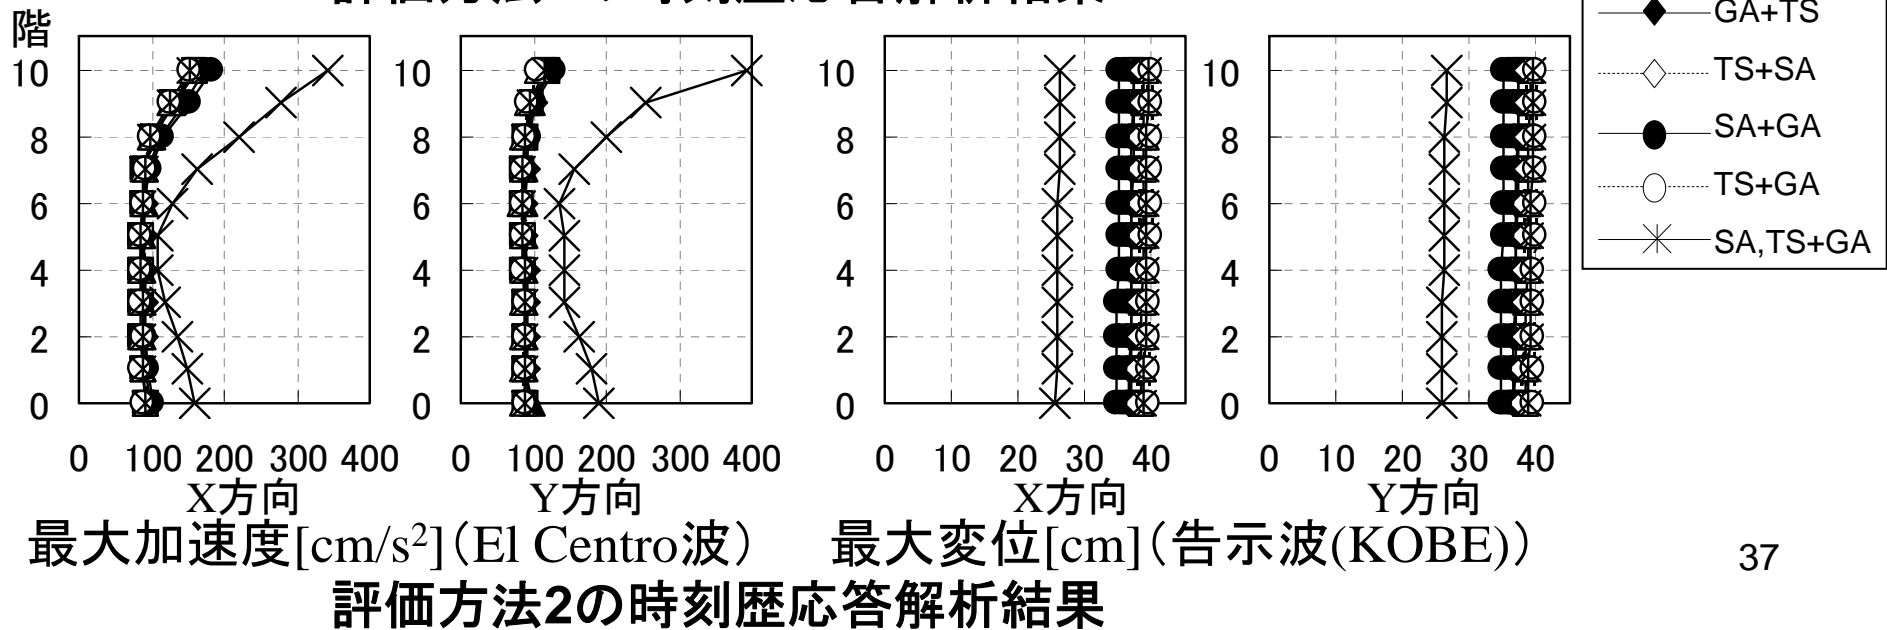 階
10
8
6
4
2
0
0 100 200 300 400
X方向
10
8
6
4
2
0
0 100 200 300 400
Y方向
最大加速度[cm/s²](El Centro波)
10
8
6
4
2
0
0 10 20 30 40
X方向
10
8
6
4
2
0
0 10 20 30 40
Y方向
最大変位[cm](告示波(KOBE))
評価方法2の時刻歴応答解析結果
GA+TS
TS+SA
SA+GA
TS+GA
SA,TS+GA
37